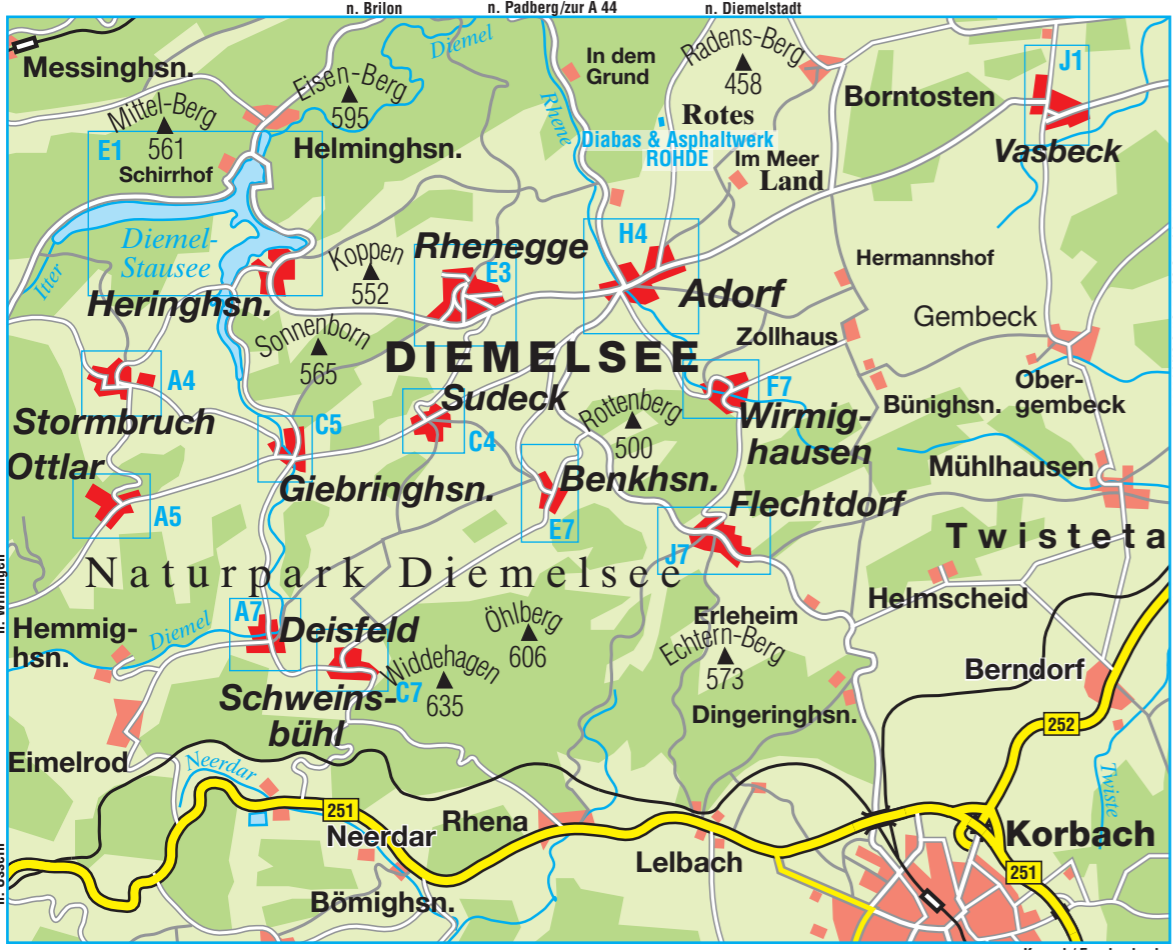 n. Brilon
n. Padberg/zur A 44
n. Diemelstadt
Messinghsn.
Diemel
In dem
Grund
Radens-Berg
458
J1
Eisen-Berg
595
Mittel-Berg
561
Rhene
Rotes
Borntosten
Diabas & Asphaltwerk
ROHDE
E1
Helminghsn.
Schirrhof
Im Meer
Land
Vasbeck
Diemel-
Stausee
Itter
Koppen
552
Rhenegge
E3
H4
Adorf
Hermannshof
Heringhsn.
Sonnenborn
565
Gembeck
Zollhaus
DIEMELSEE
A4
Sudeck
F7
Ober-
gembeck
Stormbruch
C5
C4
Rottenberg
500
Wirmig-
hausen
Bünighsn.
Ottlar
Giebringhsn.
Benkhsn.
Mühlhausen
A5
E7
Flechtdorf
J7
Twisteta
Naturpark Diemelsee
n. Willingen
Helmscheid
Hemmig-
hsn.
Diemel
A7
Deisfeld
Öhlberg
606
Erleheim
Echtern-Berg
573
Berndorf
Widdehagen
635
C7
Schweins-
bühl
Dingeringhsn.
252
Eimelrod
Neerdar
Twiste
251
Neerdar
Rhena
Korbach
Lelbach
251
Bömighsn.